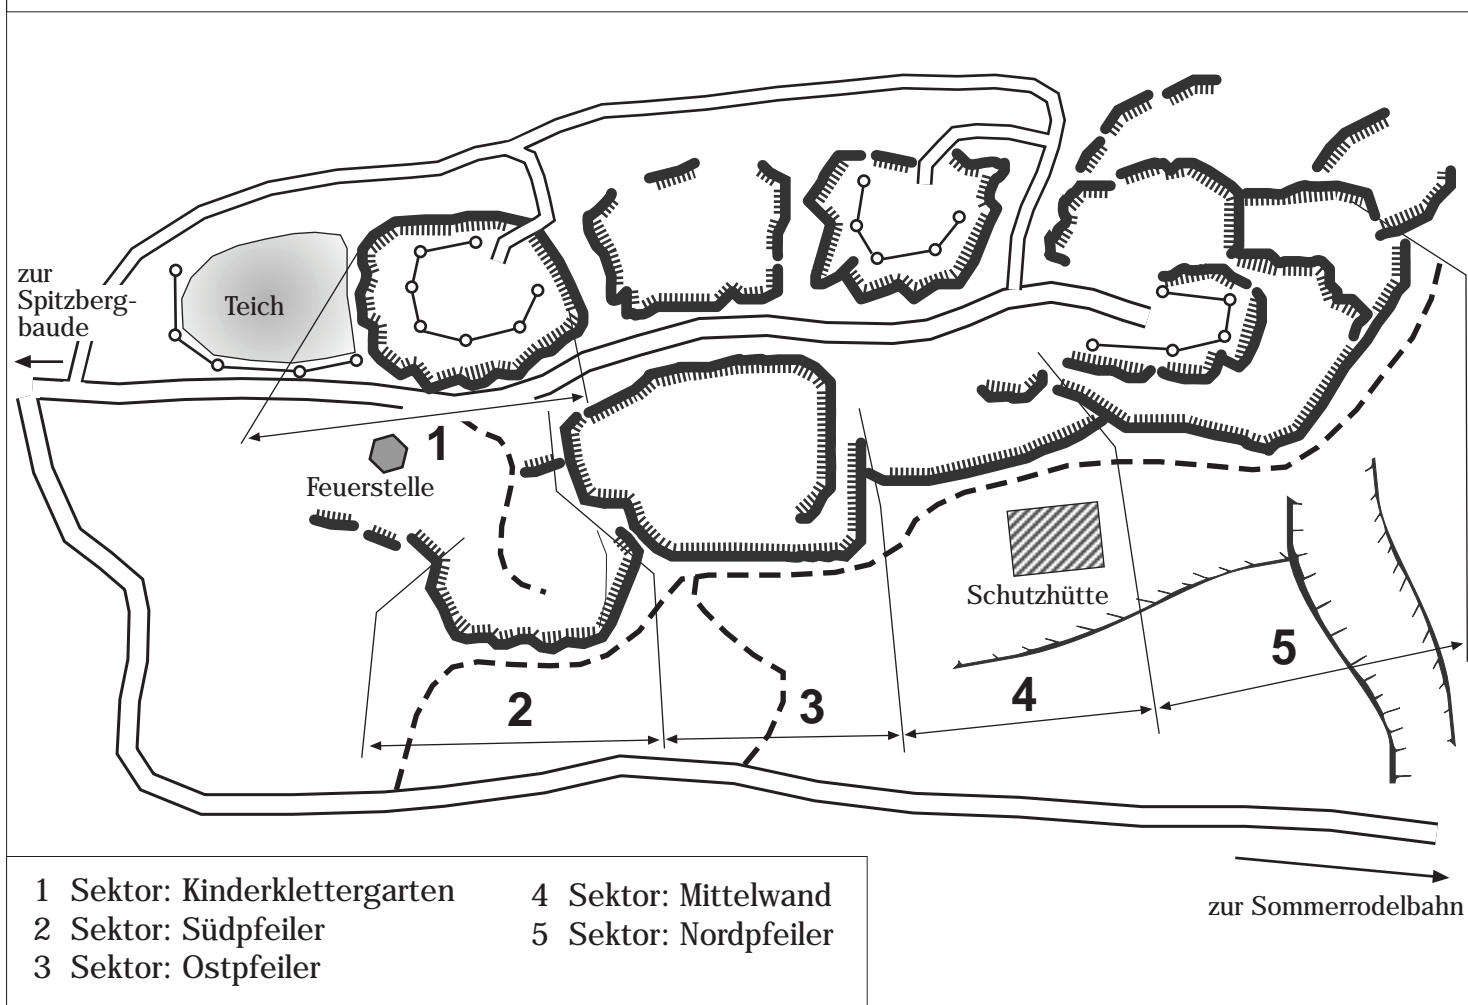 zur
Spitzberg-
baude
Teich
1
Feuerstelle
Schutzhütte
2
3
4
5
zur Sommerrodelbahn
1 Sektor: Kinderklettergarten
2 Sektor: Südpfeiler
3 Sektor: Ostpfeiler
4 Sektor: Mittelwand
5 Sektor: Nordpfeiler